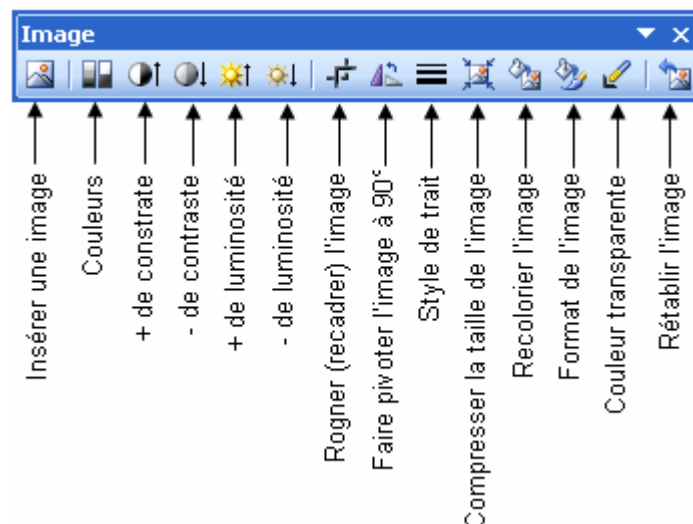 Image
Insérer une image
Couleurs
+ de constrate
- de contraste
+ de luminosité
- de luminosité
Rogner (recadrer) l'image
Faire pivoter l'image à 90°
Style de trait
Compresser la taille de l'image
Recolorier l'image
Format de l'image
Couleur transparente
Rétablir l'image